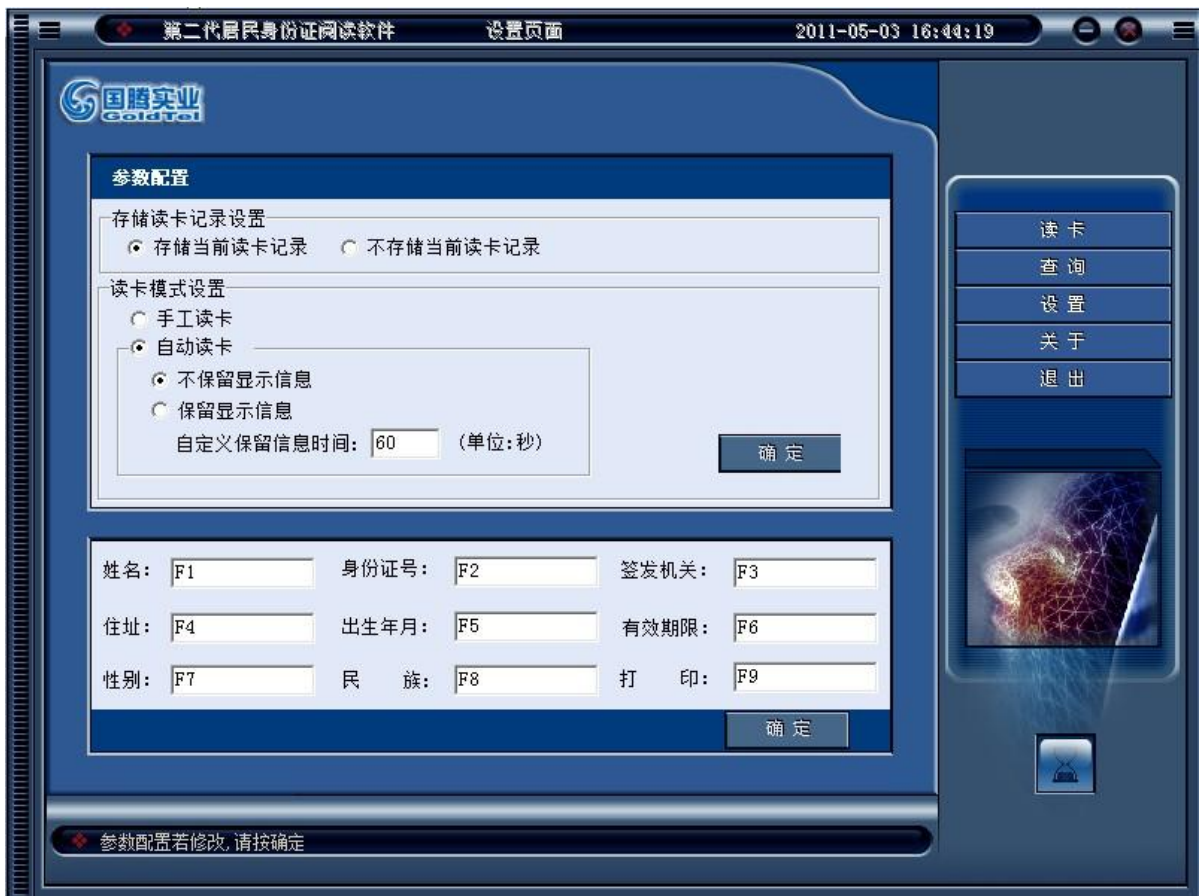 第二代居民身份证阅读软件 设置页面 2011-05-03 16:44:19
国腾实业
GoldTel
参数配置
存储读卡记录设置
存储当前读卡记录 不存储当前读卡记录
读卡模式设置
手工读卡
自动读卡
不保留显示信息
保留显示信息
自定义保留信息时间: 60 (单位:秒)
确定
姓名: F1 身份证号: F2 签发机关: F3
住址: F4 出生年月: F5 有效期限: F6
性别: F7 民 族: F8 打 印: F9
确定
读卡
查询
设置
关于
退出
参数配置若修改,请按确定